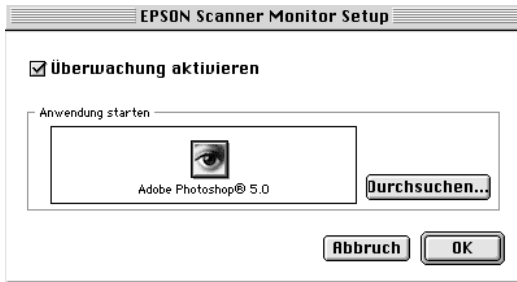 EPSON Scanner Monitor Setup
Überwachung aktivieren
Anwendung starten
Adobe Photoshop® 5.0
Durchsuchen...
Abbruch
OK